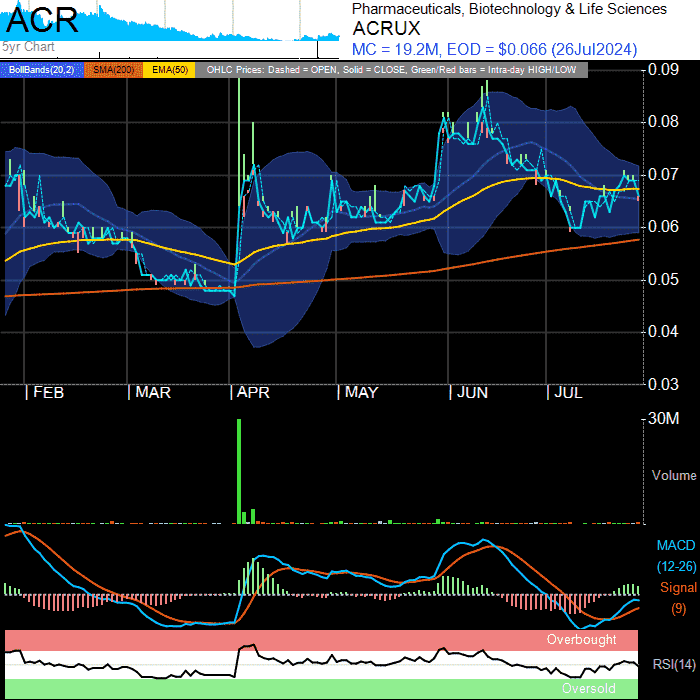 ACR
5yr Chart
Pharmaceuticals, Biotechnology & Life Sciences
ACRUX
MC = 19.2M, EOD = $0.066 (26Jul2024)
BollBands(20,2) SMA(200) EMA(50) OHLC Prices: Dashed = OPEN, Solid = CLOSE, Green/Red bars = Intra-day HIGH/LOW
0.09
0.08
0.07
0.06
0.05
0.04
0.03
FEB MAR APR MAY JUN JUL
30M
Volume
MACD
(12-26)
Signal
(9)
Overbought
RSI(14)
Oversold